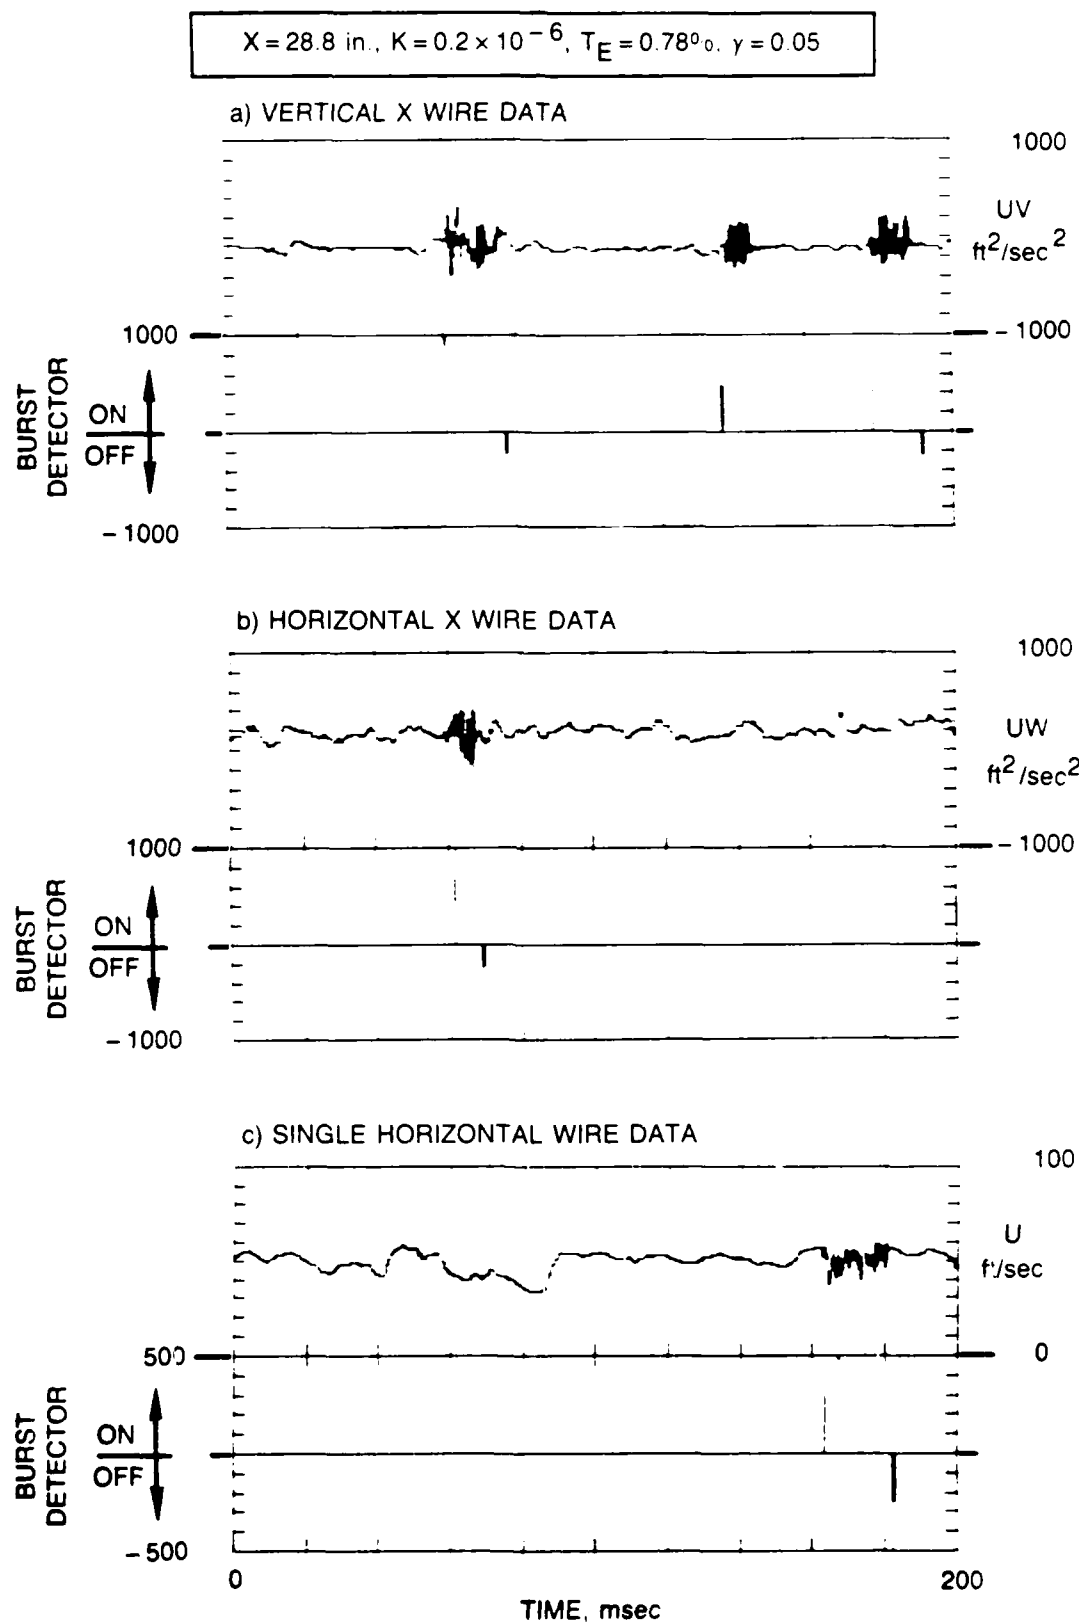 X = 28.8 in., K = 0.2 × 10⁻⁶, T_E = 0.78%, γ = 0.05
a) VERTICAL X WIRE DATA
1000
UV
ft²/sec²
1000
-1000
BURST DETECTOR
ON
OFF
-1000
b) HORIZONTAL X WIRE DATA
1000
UW
ft²/sec²
1000
-1000
BURST DETECTOR
ON
OFF
-1000
c) SINGLE HORIZONTAL WIRE DATA
100
U
ft/sec
500
0
BURST DETECTOR
ON
OFF
-500
0
200
TIME, msec